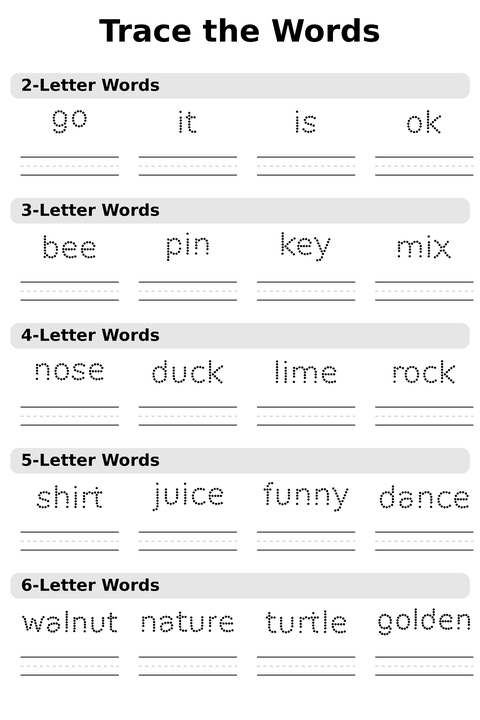 Trace the Words
2-Letter Words
go it is ok
3-Letter Words
bee pin key mix
4-Letter Words
nose duck lime rock
5-Letter Words
shirt juice funny dance
6-Letter Words
walnut nature turtle golden